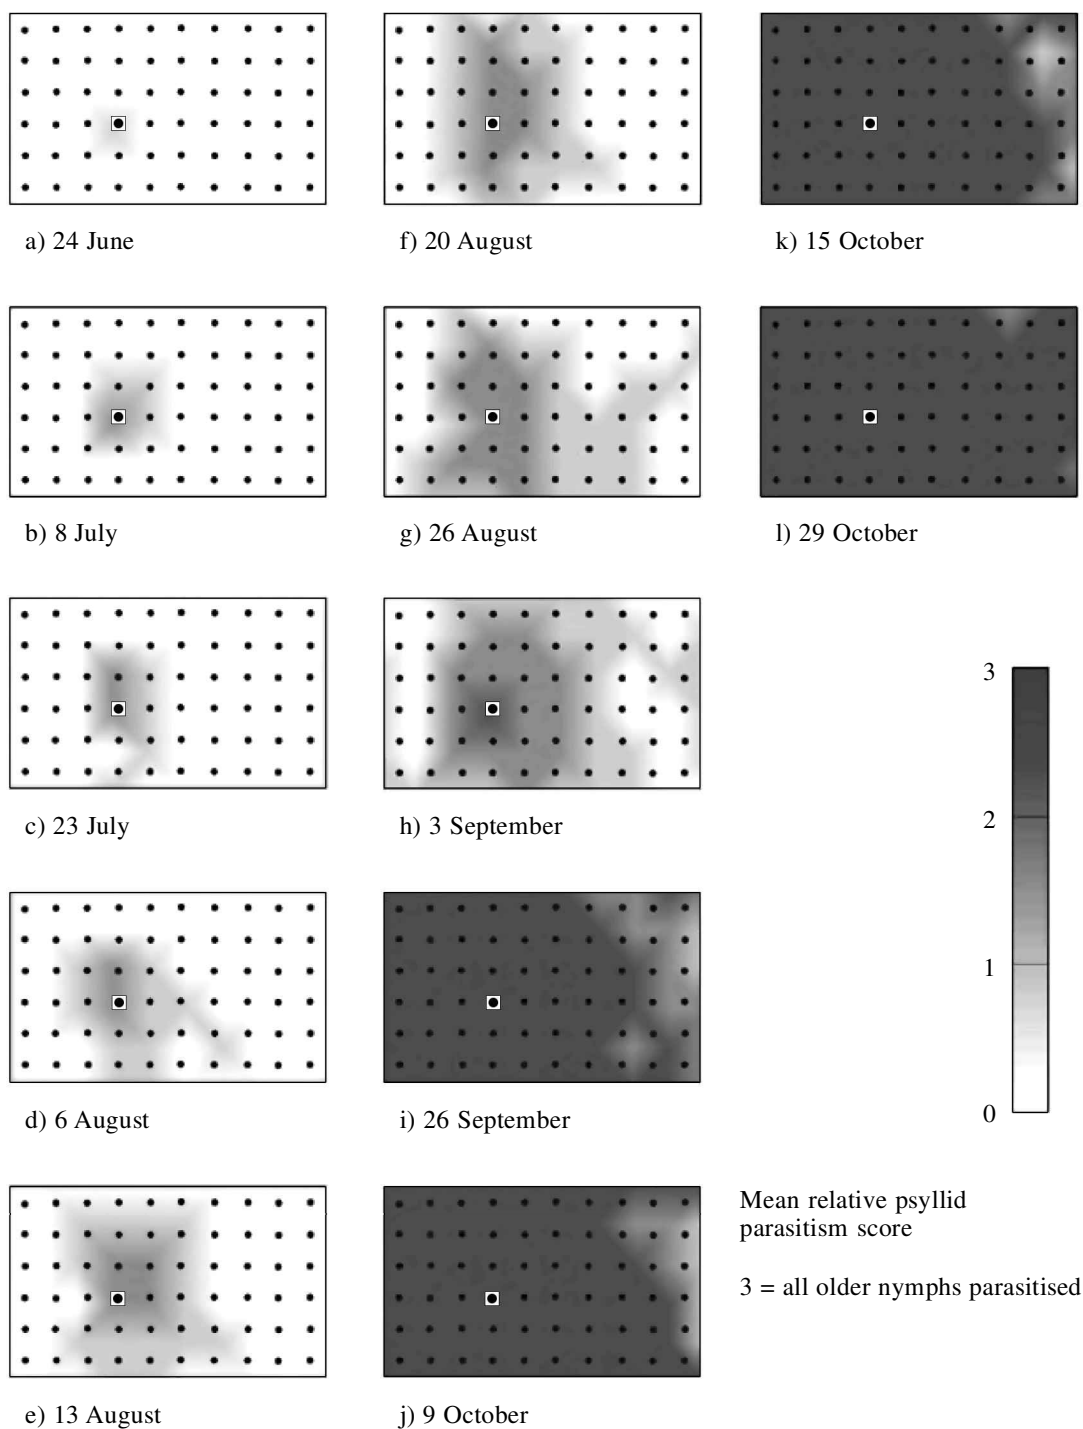 a) 24 June
f) 20 August
k) 15 October
b) 8 July
g) 26 August
l) 29 October
c) 23 July
h) 3 September
d) 6 August
i) 26 September
e) 13 August
j) 9 October
3
2
1
0
Mean relative psyllid
parasitism score
3 = all older nymphs parasitised